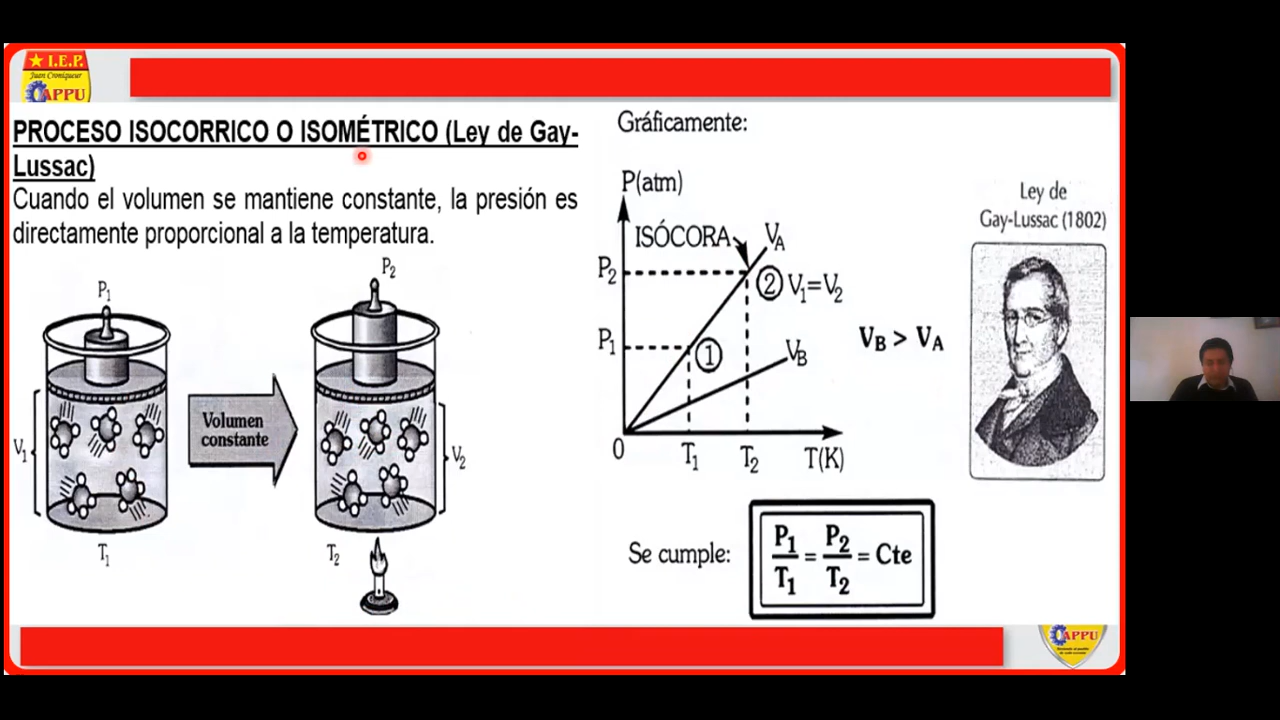 ★ I.E.P.
Juan Croniqueur
APPU
PROCESO ISOCORRICO O ISOMÉTRICO (Ley de Gay-
Lussac)
Cuando el volumen se mantiene constante, la presión es
directamente proporcional a la temperatura.
P1
P2
V1
Volumen
constante
V2
T1
T2
Gráficamente:
P(atm)
ISÓCORA
VA
P2
2 V1=V2
P1
1
VB
VB > VA
0
T1
T2
T(K)
Ley de
Gay-Lussac (1802)
Se cumple:
P1/T1 = P2/T2 = Cte
APPU